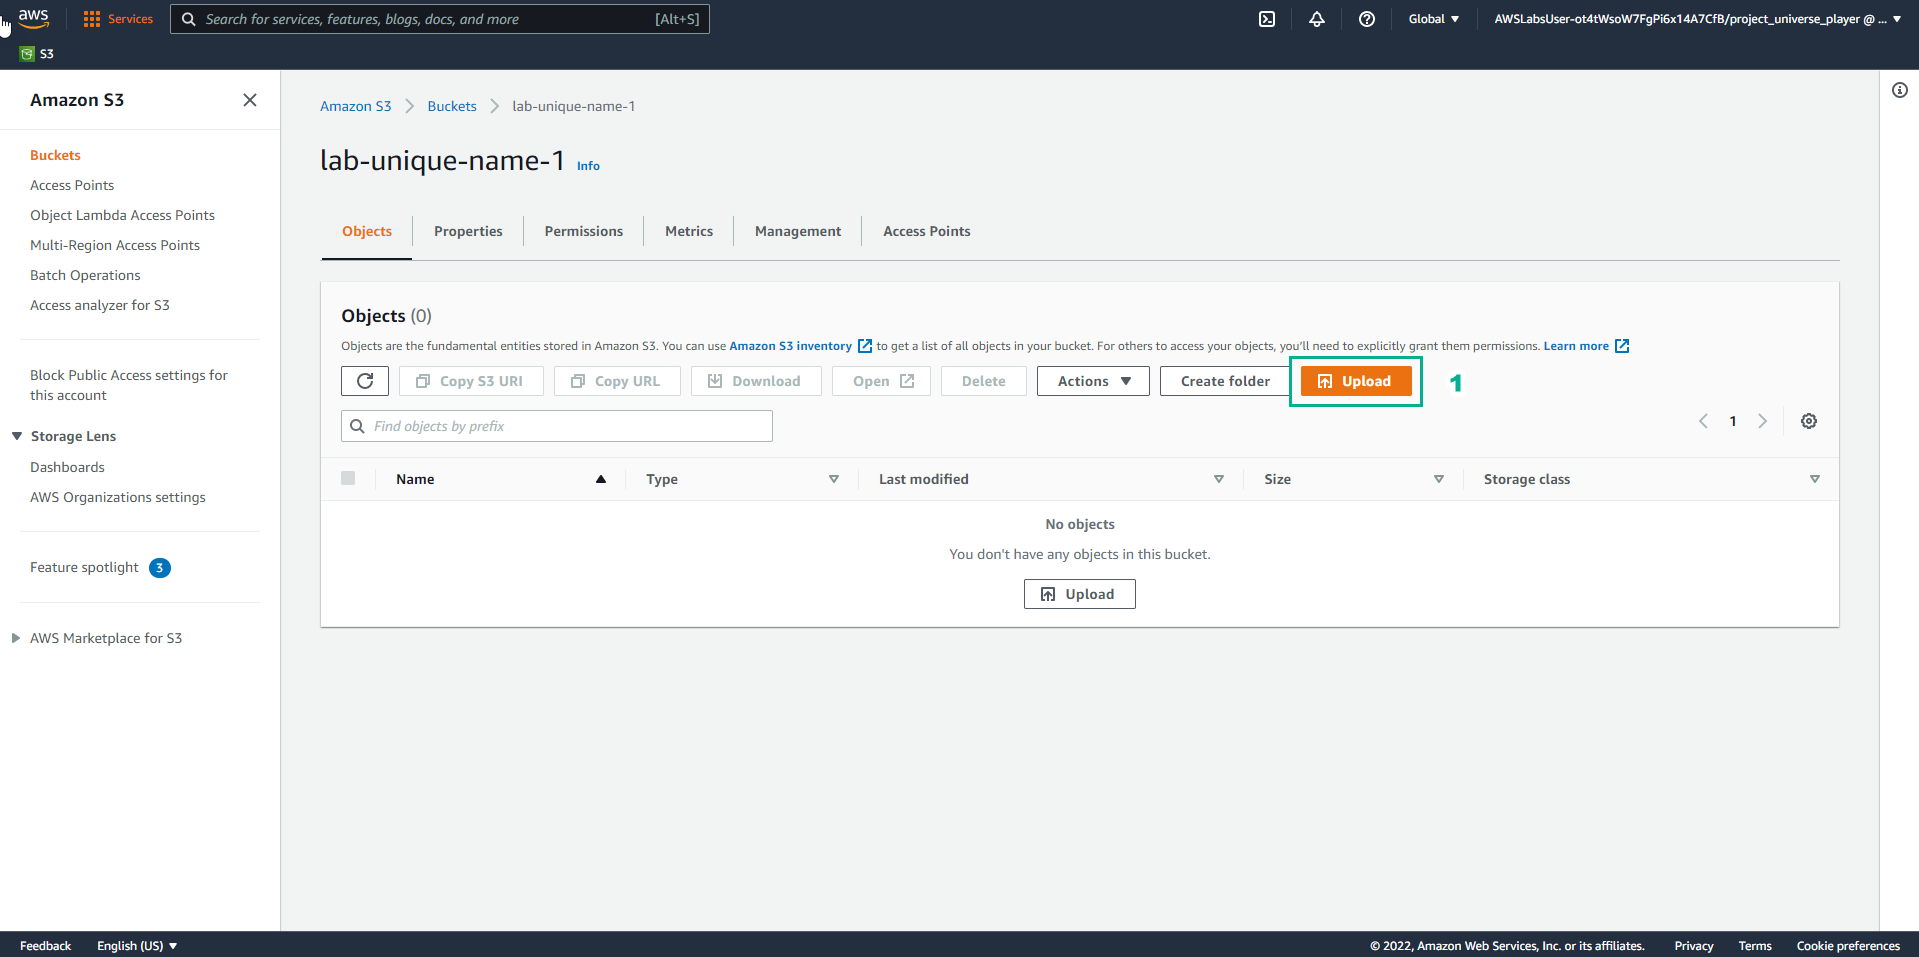 aws
Services
Search for services, features, blogs, docs, and more [Alt+S]
Global
AWSLabsUser-ot4tWsoW7FgPi6x14A7CfB/project_universe_player @ ...
S3
Amazon S3
Buckets
Access Points
Object Lambda Access Points
Multi-Region Access Points
Batch Operations
Access analyzer for S3
Block Public Access settings for
this account
Storage Lens
Dashboards
AWS Organizations settings
Feature spotlight 3
AWS Marketplace for S3
Amazon S3 Buckets lab-unique-name-1
lab-unique-name-1 Info
Objects Properties Permissions Metrics Management Access Points
Objects (0)
Objects are the fundamental entities stored in Amazon S3. You can use Amazon S3 inventory to get a list of all objects in your bucket. For others to access your objects, you'll need to explicitly grant them permissions. Learn more
Copy S3 URI Copy URL Download Open Delete Actions Create folder Upload 1
Find objects by prefix 1
Name Type Last modified Size Storage class
No objects
You don't have any objects in this bucket.
Upload
Feedback English (US) © 2022, Amazon Web Services, Inc. or its affiliates. Privacy Terms Cookie preferences